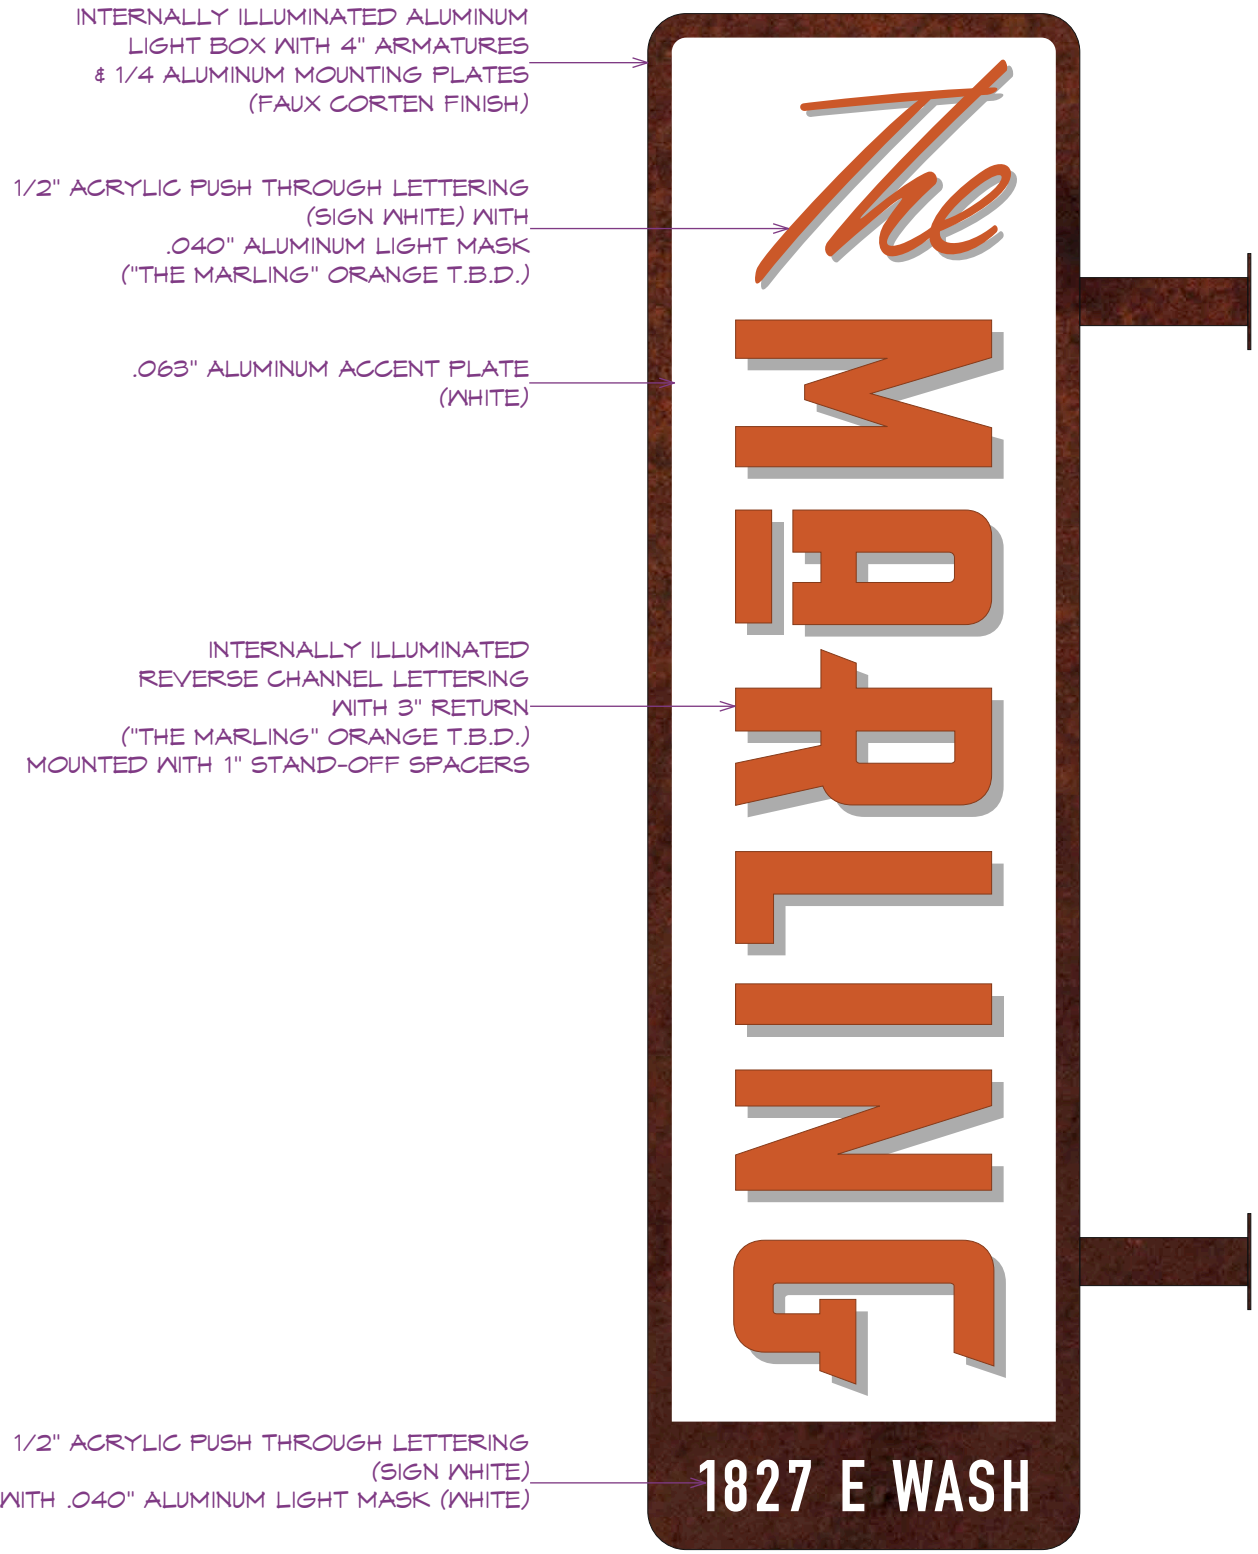 INTERNALLY ILLUMINATED ALUMINUM
LIGHT BOX WITH 4" ARMATURES
& 1/4 ALUMINUM MOUNTING PLATES
(FAUX CORTEN FINISH)
1/2" ACRYLIC PUSH THROUGH LETTERING
(SIGN WHITE) WITH
.040" ALUMINUM LIGHT MASK
("THE MARLING" ORANGE T.B.D.)
.063" ALUMINUM ACCENT PLATE
(WHITE)
INTERNALLY ILLUMINATED
REVERSE CHANNEL LETTERING
WITH 3" RETURN
("THE MARLING" ORANGE T.B.D.)
MOUNTED WITH 1" STAND-OFF SPACERS
1/2" ACRYLIC PUSH THROUGH LETTERING
(SIGN WHITE)
WITH .040" ALUMINUM LIGHT MASK (WHITE)
The
MARLING
1827 E WASH